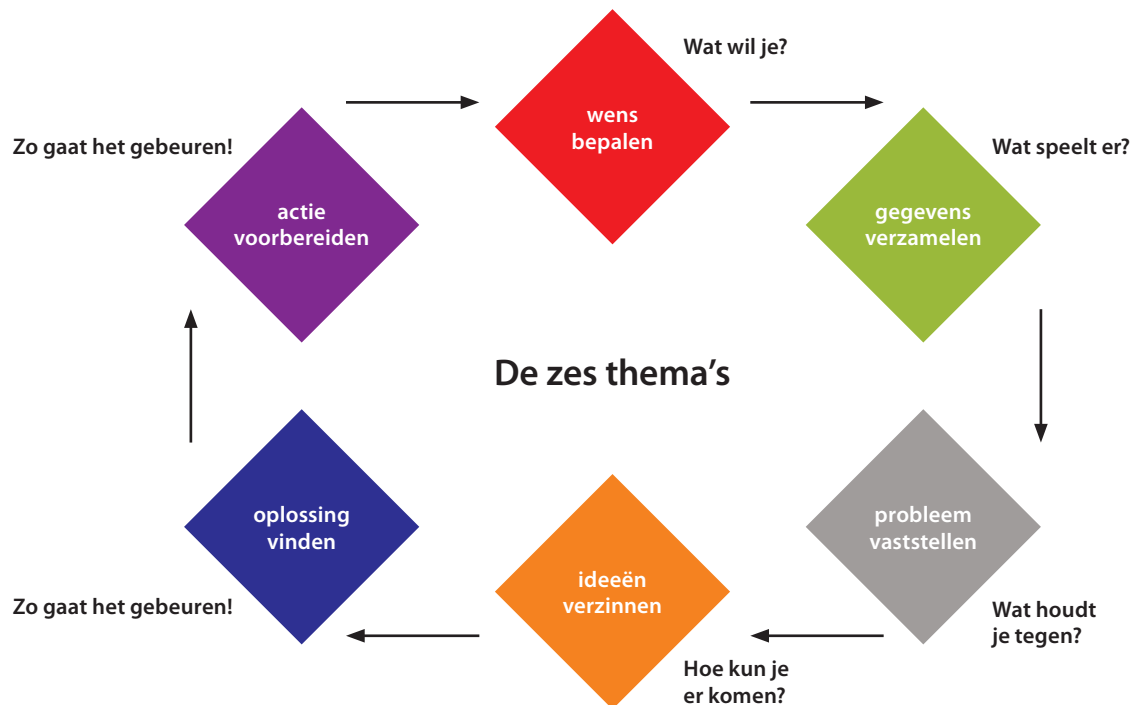 Wat wil je?
wens
bepalen
Zo gaat het gebeuren!
Wat speelt er?
actie
voorbereiden
gegevens
verzamelen
De zes thema's
oplossing
vinden
probleem
vaststellen
ideeën
verzinnen
Zo gaat het gebeuren!
Wat houdt
je tegen?
Hoe kun je
er komen?